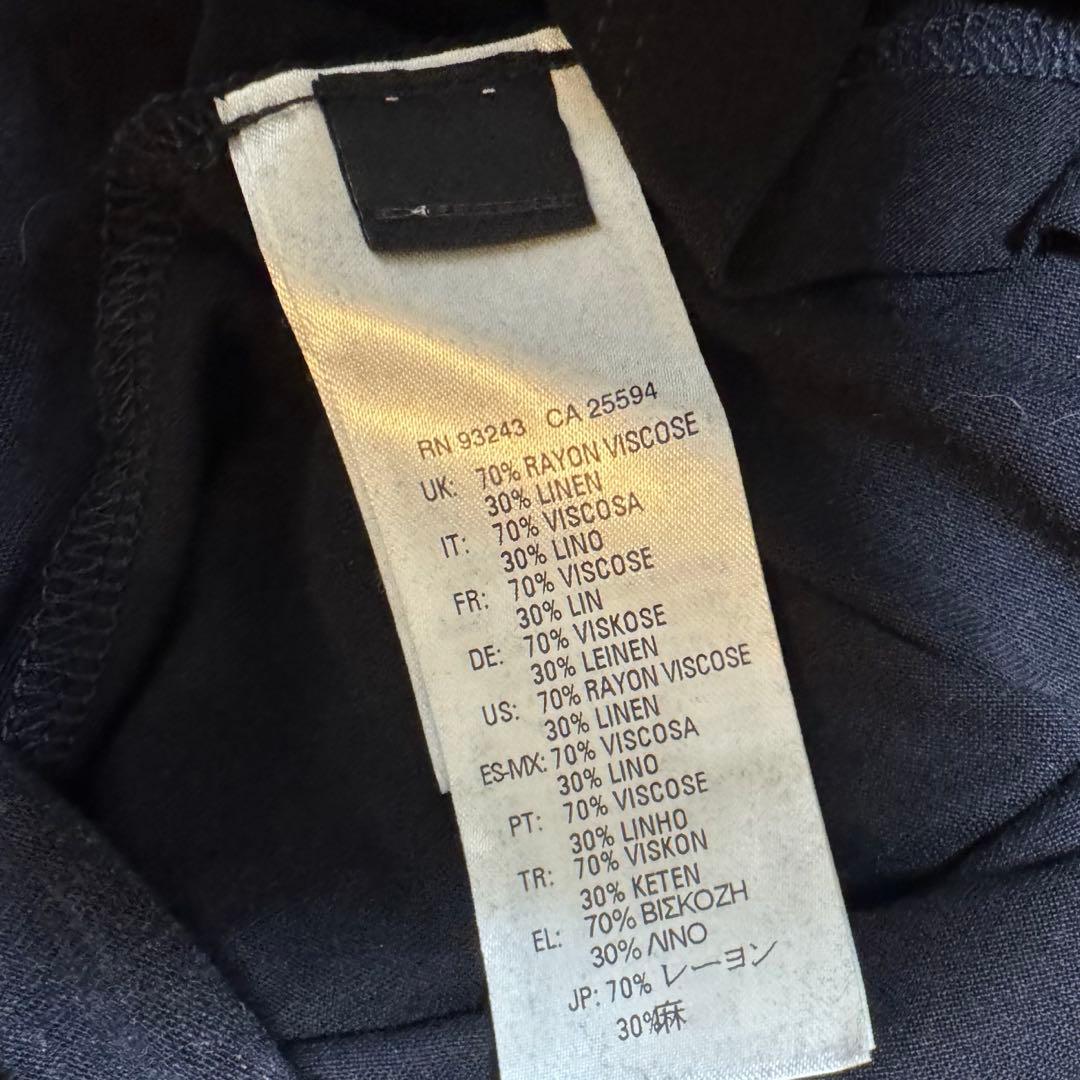 RN 93243 CA 25594
UK: 70% RAYON VISCOSE
30% LINEN
IT: 70% VISCOSA
30% LINO
FR: 70% VISCOSE
30% LIN
DE: 70% VISKOSE
30% LEINEN
US: 70% RAYON VISCOSE
30% LINEN
ES-MX: 70% VISCOSA
30% LINO
PT: 70% VISCOSE
30% LINHO
TR: 70% VISKON
30% KETEN
EL: 70% ΒΙΣΚΟΖΗ
30% ΛΙΝΟ
JP: 70% レーヨン
30%麻